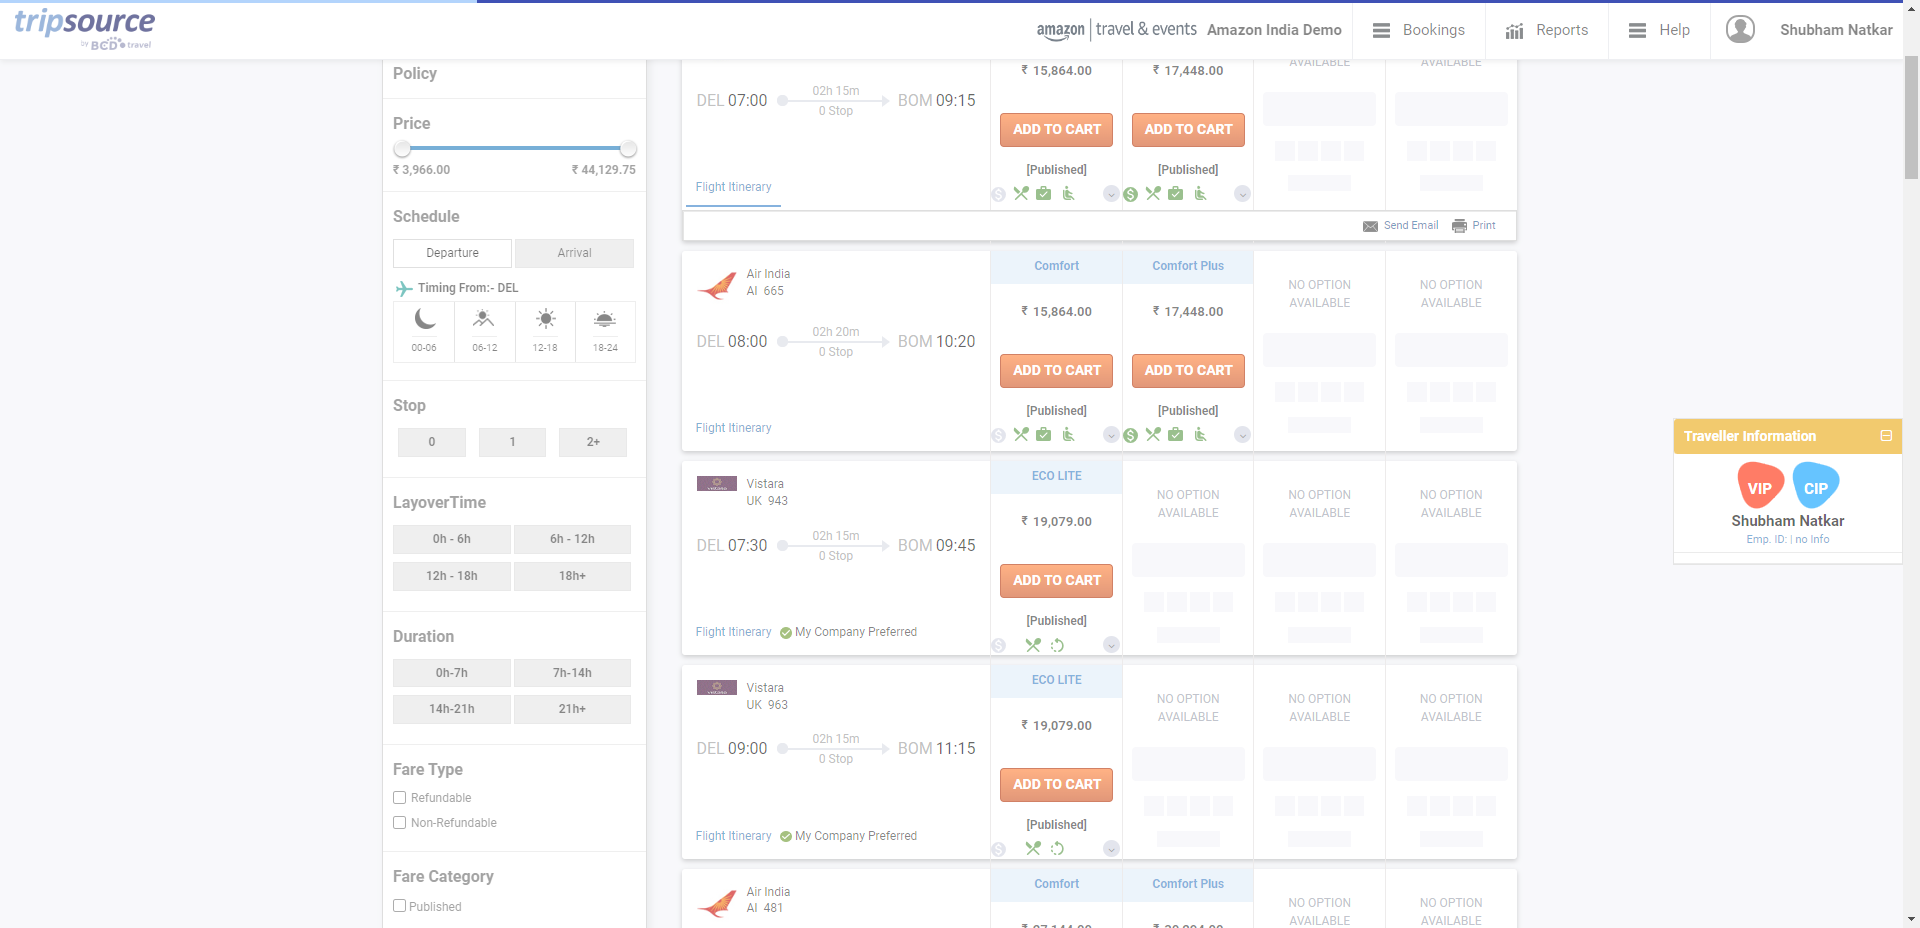 tripsource
by BCD travel
amazon | travel & events Amazon India Demo
Bookings
Reports
Help
Shubham Natkar
Policy
Price
₹ 3,966.00 ₹ 44,129.75
Schedule
Departure Arrival
Timing From:- DEL
00-06 06-12 12-18 18-24
Stop
0 1 2+
LayoverTime
0h - 6h 6h - 12h
12h - 18h 18h+
Duration
0h-7h 7h-14h
14h-21h 21h+
Fare Type
Refundable
Non-Refundable
Fare Category
Published
AVAILABLE AVAILABLE
₹ 15,864.00 ₹ 17,448.00
02h 15m
DEL 07:00 BOM 09:15
0 Stop
ADD TO CART ADD TO CART
[Published] [Published]
Flight Itinerary
Send Email Print
Air India
AI 665
Comfort Comfort Plus
NO OPTION NO OPTION
AVAILABLE AVAILABLE
₹ 15,864.00 ₹ 17,448.00
02h 20m
DEL 08:00 BOM 10:20
0 Stop
ADD TO CART ADD TO CART
[Published] [Published]
Flight Itinerary
Vistara
UK 943
ECO LITE
NO OPTION NO OPTION NO OPTION
AVAILABLE AVAILABLE AVAILABLE
₹ 19,079.00
02h 15m
DEL 07:30 BOM 09:45
0 Stop
ADD TO CART
[Published]
Flight Itinerary My Company Preferred
Vistara
UK 963
ECO LITE
NO OPTION NO OPTION NO OPTION
AVAILABLE AVAILABLE AVAILABLE
₹ 19,079.00
02h 15m
DEL 09:00 BOM 11:15
0 Stop
ADD TO CART
[Published]
Flight Itinerary My Company Preferred
Air India
AI 481
Comfort Comfort Plus
NO OPTION NO OPTION
AVAILABLE AVAILABLE
Traveller Information
VIP CIP
Shubham Natkar
Emp. ID: | no Info